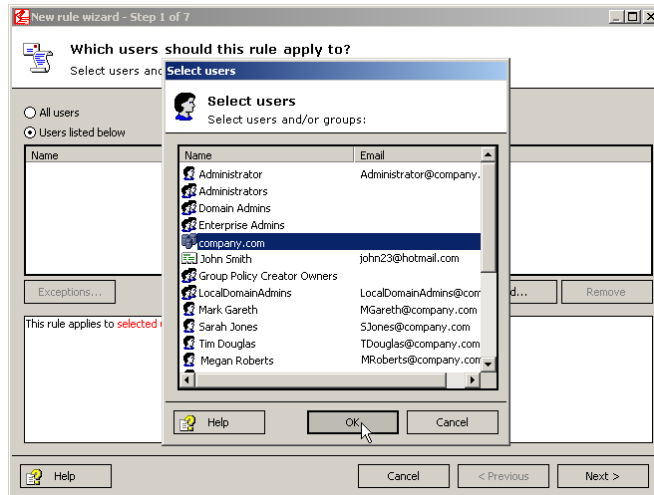 New rule wizard - Step 1 of 7
Which users should this rule apply to?
Select users and
All users
Users listed below
Name
Exceptions...
d...
Remove
This rule applies to selected
Select users
Select users
Select users and/or groups:
Name Email
Administrator Administrator@company.
Administrators
Domain Admins
Enterprise Admins
company.com
John Smith john23@hotmail.com
Group Policy Creator Owners
LocalDomainAdmins LocalDomainAdmins@com
Mark Gareth MGareth@company.com
Sarah Jones SJones@company.com
Tim Douglas TDouglas@company.com
Megan Roberts MRoberts@company.com
Help OK Cancel
Help Cancel < Previous Next >